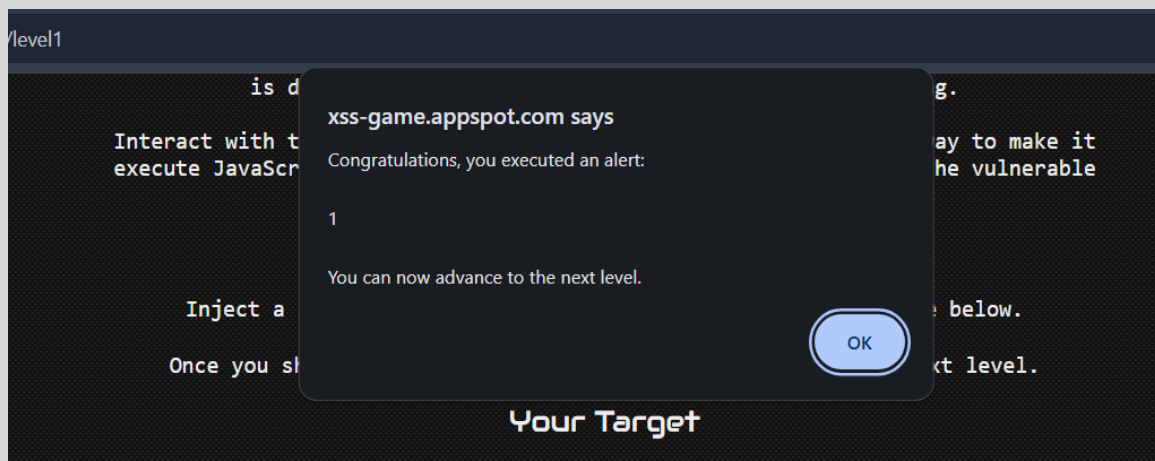 /level1
is d
g.
xss-game.appspot.com says
Interact with t
ay to make it
Congratulations, you executed an alert:
execute JavaScr
he vulnerable
1
You can now advance to the next level.
Inject a
below.
OK
Once you sh
xt level.
Your Target